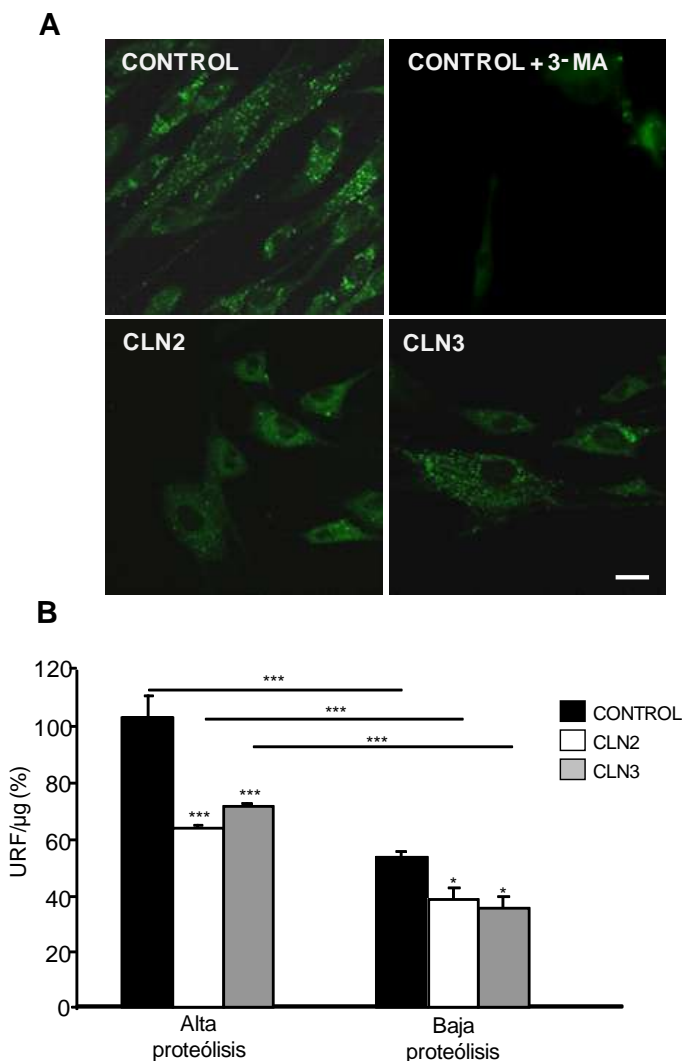 A
CONTROL
CONTROL + 3-MA
CLN2
CLN3
B
URF/µg (%)
120
100
80
60
40
20
0
***
***
***
***
***
*
*
CONTROL
CLN2
CLN3
Alta
proteólisis
Baja
proteólisis